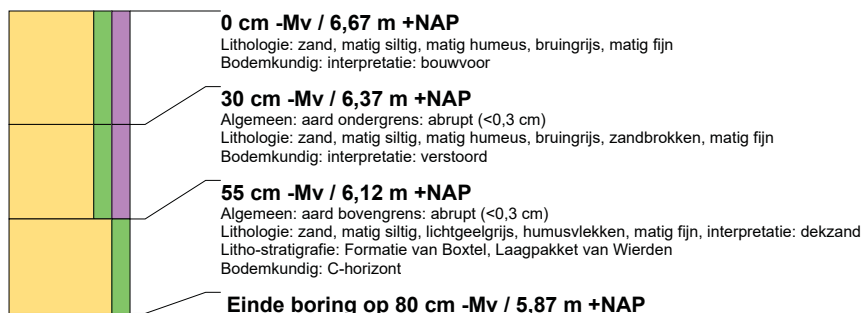 0 cm -Mv / 6,67 m +NAP
Lithologie: zand, matig siltig, matig humeus, bruingrijs, matig fijn
Bodemkundig: interpretatie: bouwvoor
30 cm -Mv / 6,37 m +NAP
Algemeen: aard ondergrens: abrupt (<0,3 cm)
Lithologie: zand, matig siltig, matig humeus, bruingrijs, zandbrokken, matig fijn
Bodemkundig: interpretatie: verstoord
55 cm -Mv / 6,12 m +NAP
Algemeen: aard bovengrens: abrupt (<0,3 cm)
Lithologie: zand, matig siltig, lichtgeelgrijs, humusvlekken, matig fijn, interpretatie: dekzand
Litho-stratigrafie: Formatie van Boxtel, Laagpakket van Wierden
Bodemkundig: C-horizont
Einde boring op 80 cm -Mv / 5,87 m +NAP